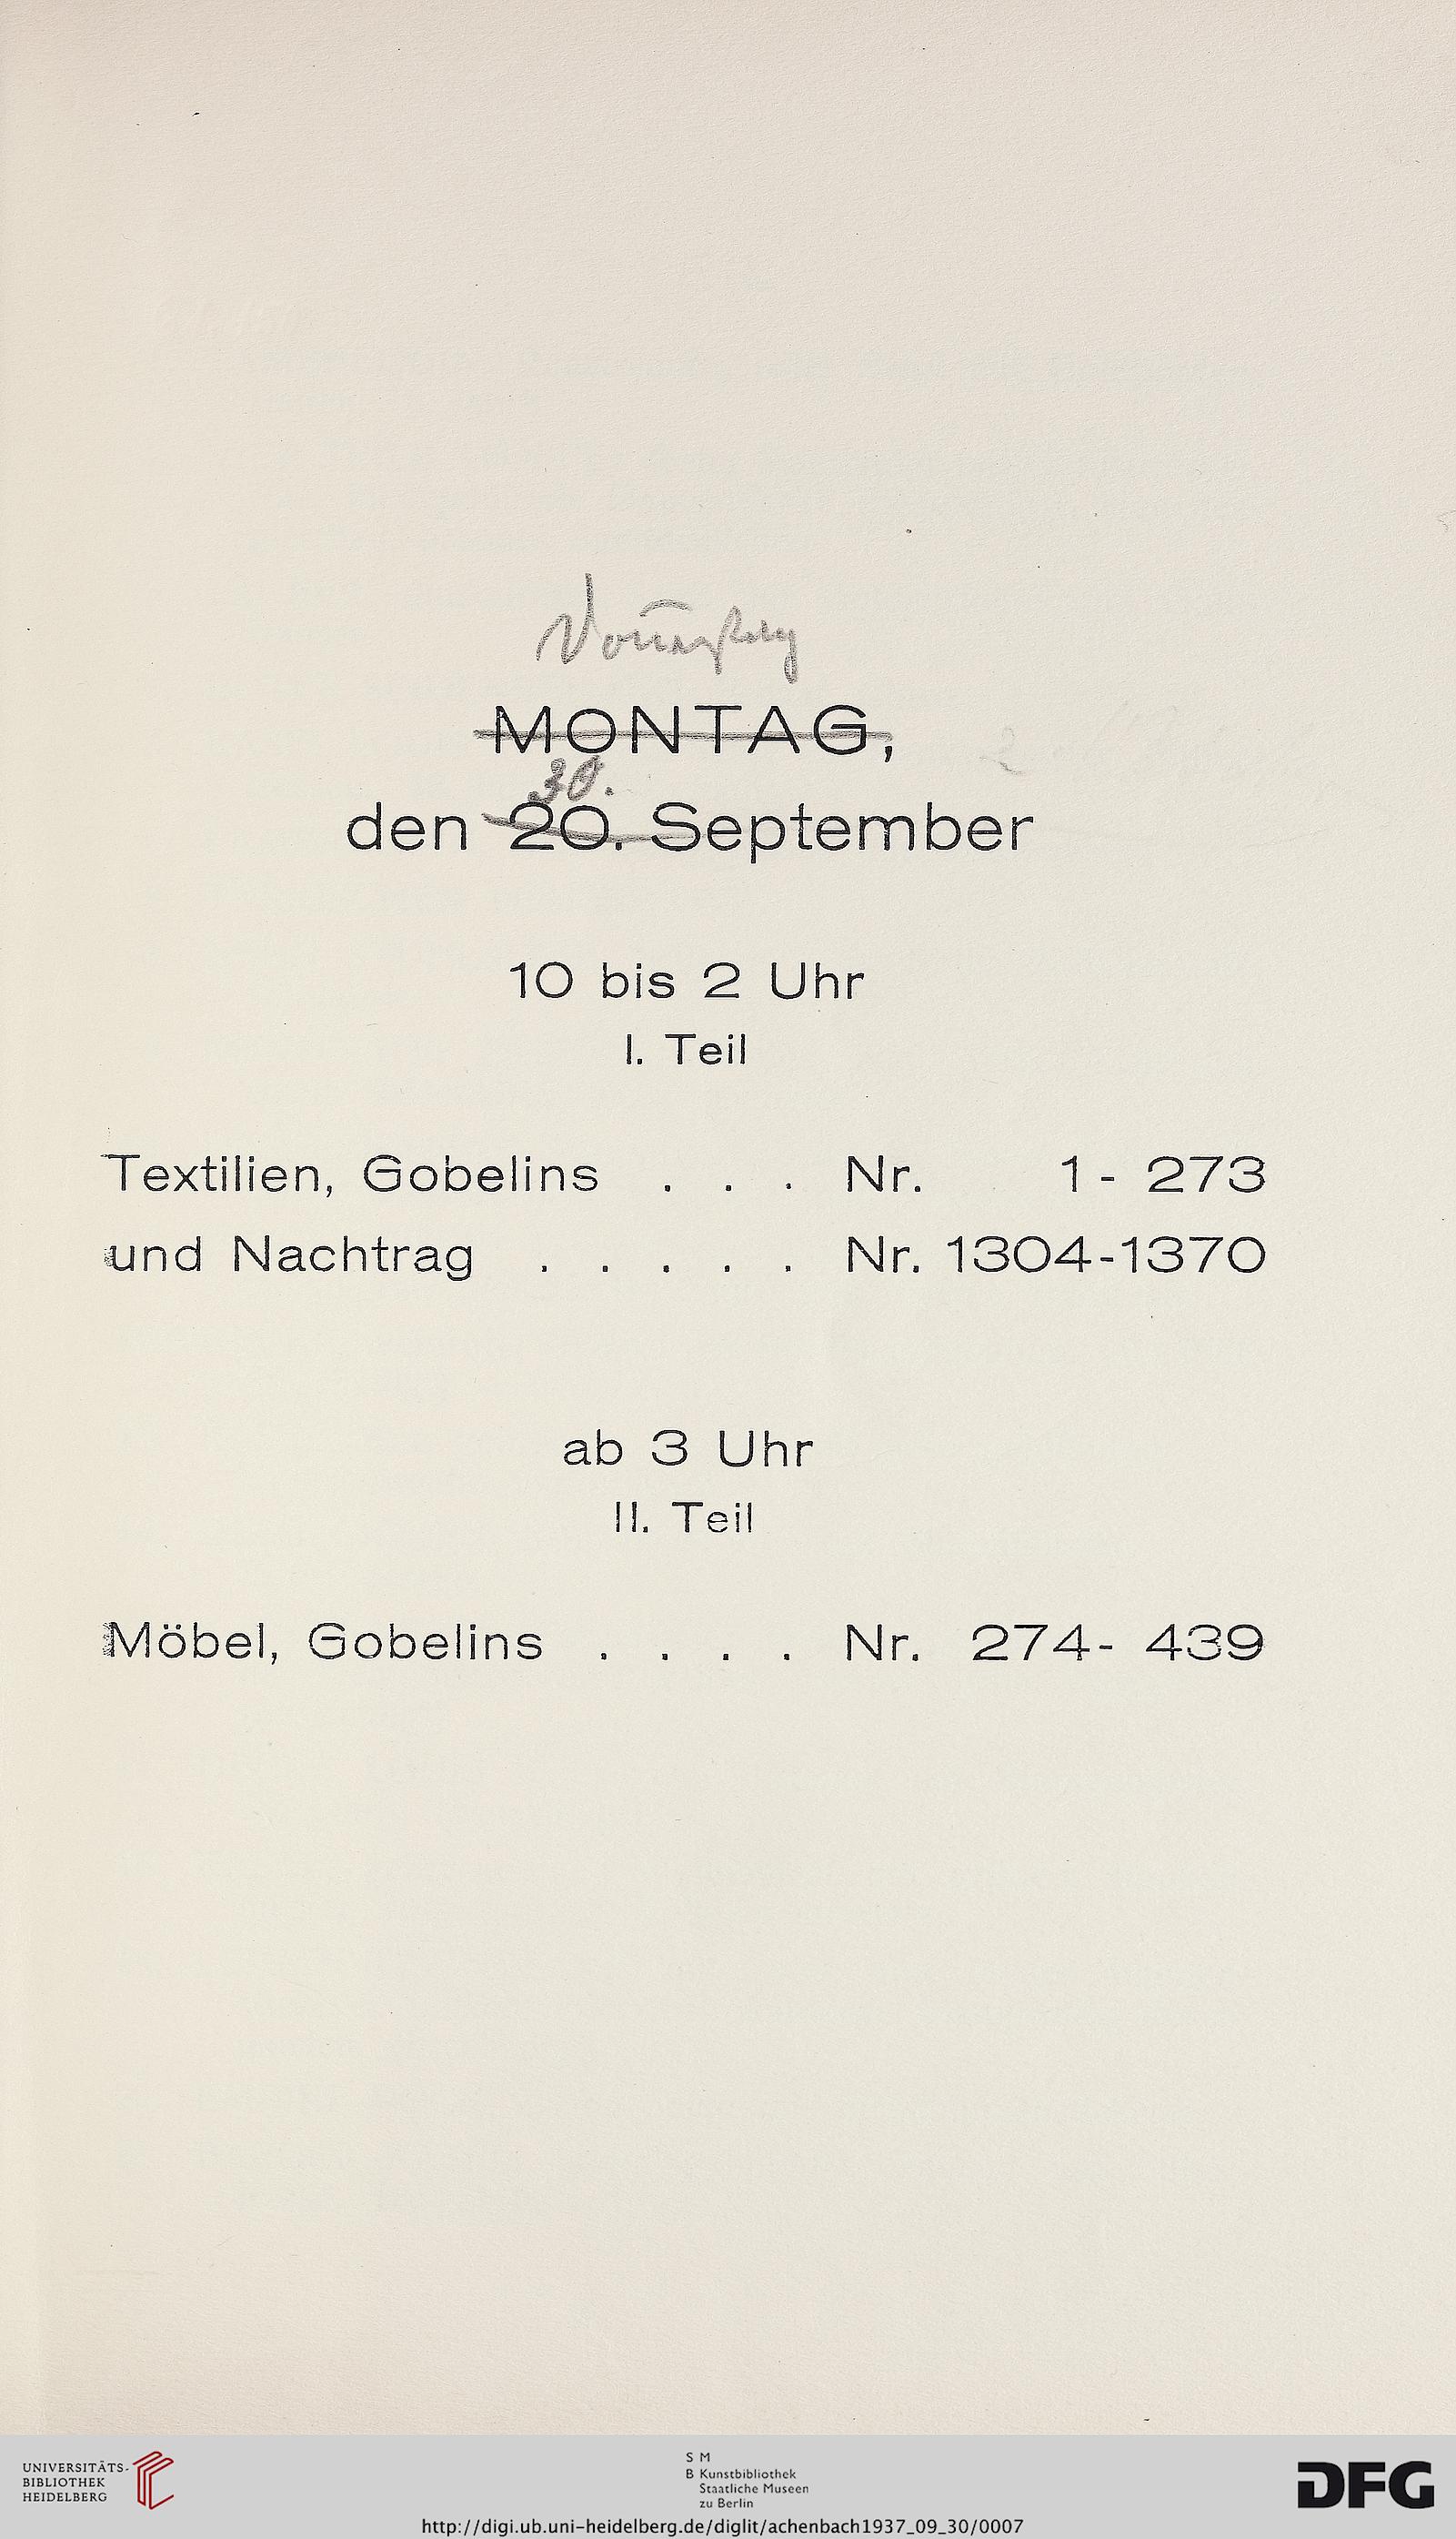 Donnerstag
MONTAG,
30.
den 20. September
10 bis 2 Uhr
I. Teil
Textilien, Gobelins . . . Nr. 1- 273
und Nachtrag . . . . . Nr. 1304-1370
ab 3 Uhr
II. Teil
Möbel, Gobelins . . . . Nr. 274- 439
UNIVERSITÄTS-
BIBLIOTHEK
HEIDELBERG
S M
B Kunstbibliothek
Staatliche Museen
zu Berlin
DFG
http://digi.ub.uni-heidelberg.de/diglit/achenbach1937_09_30/0007